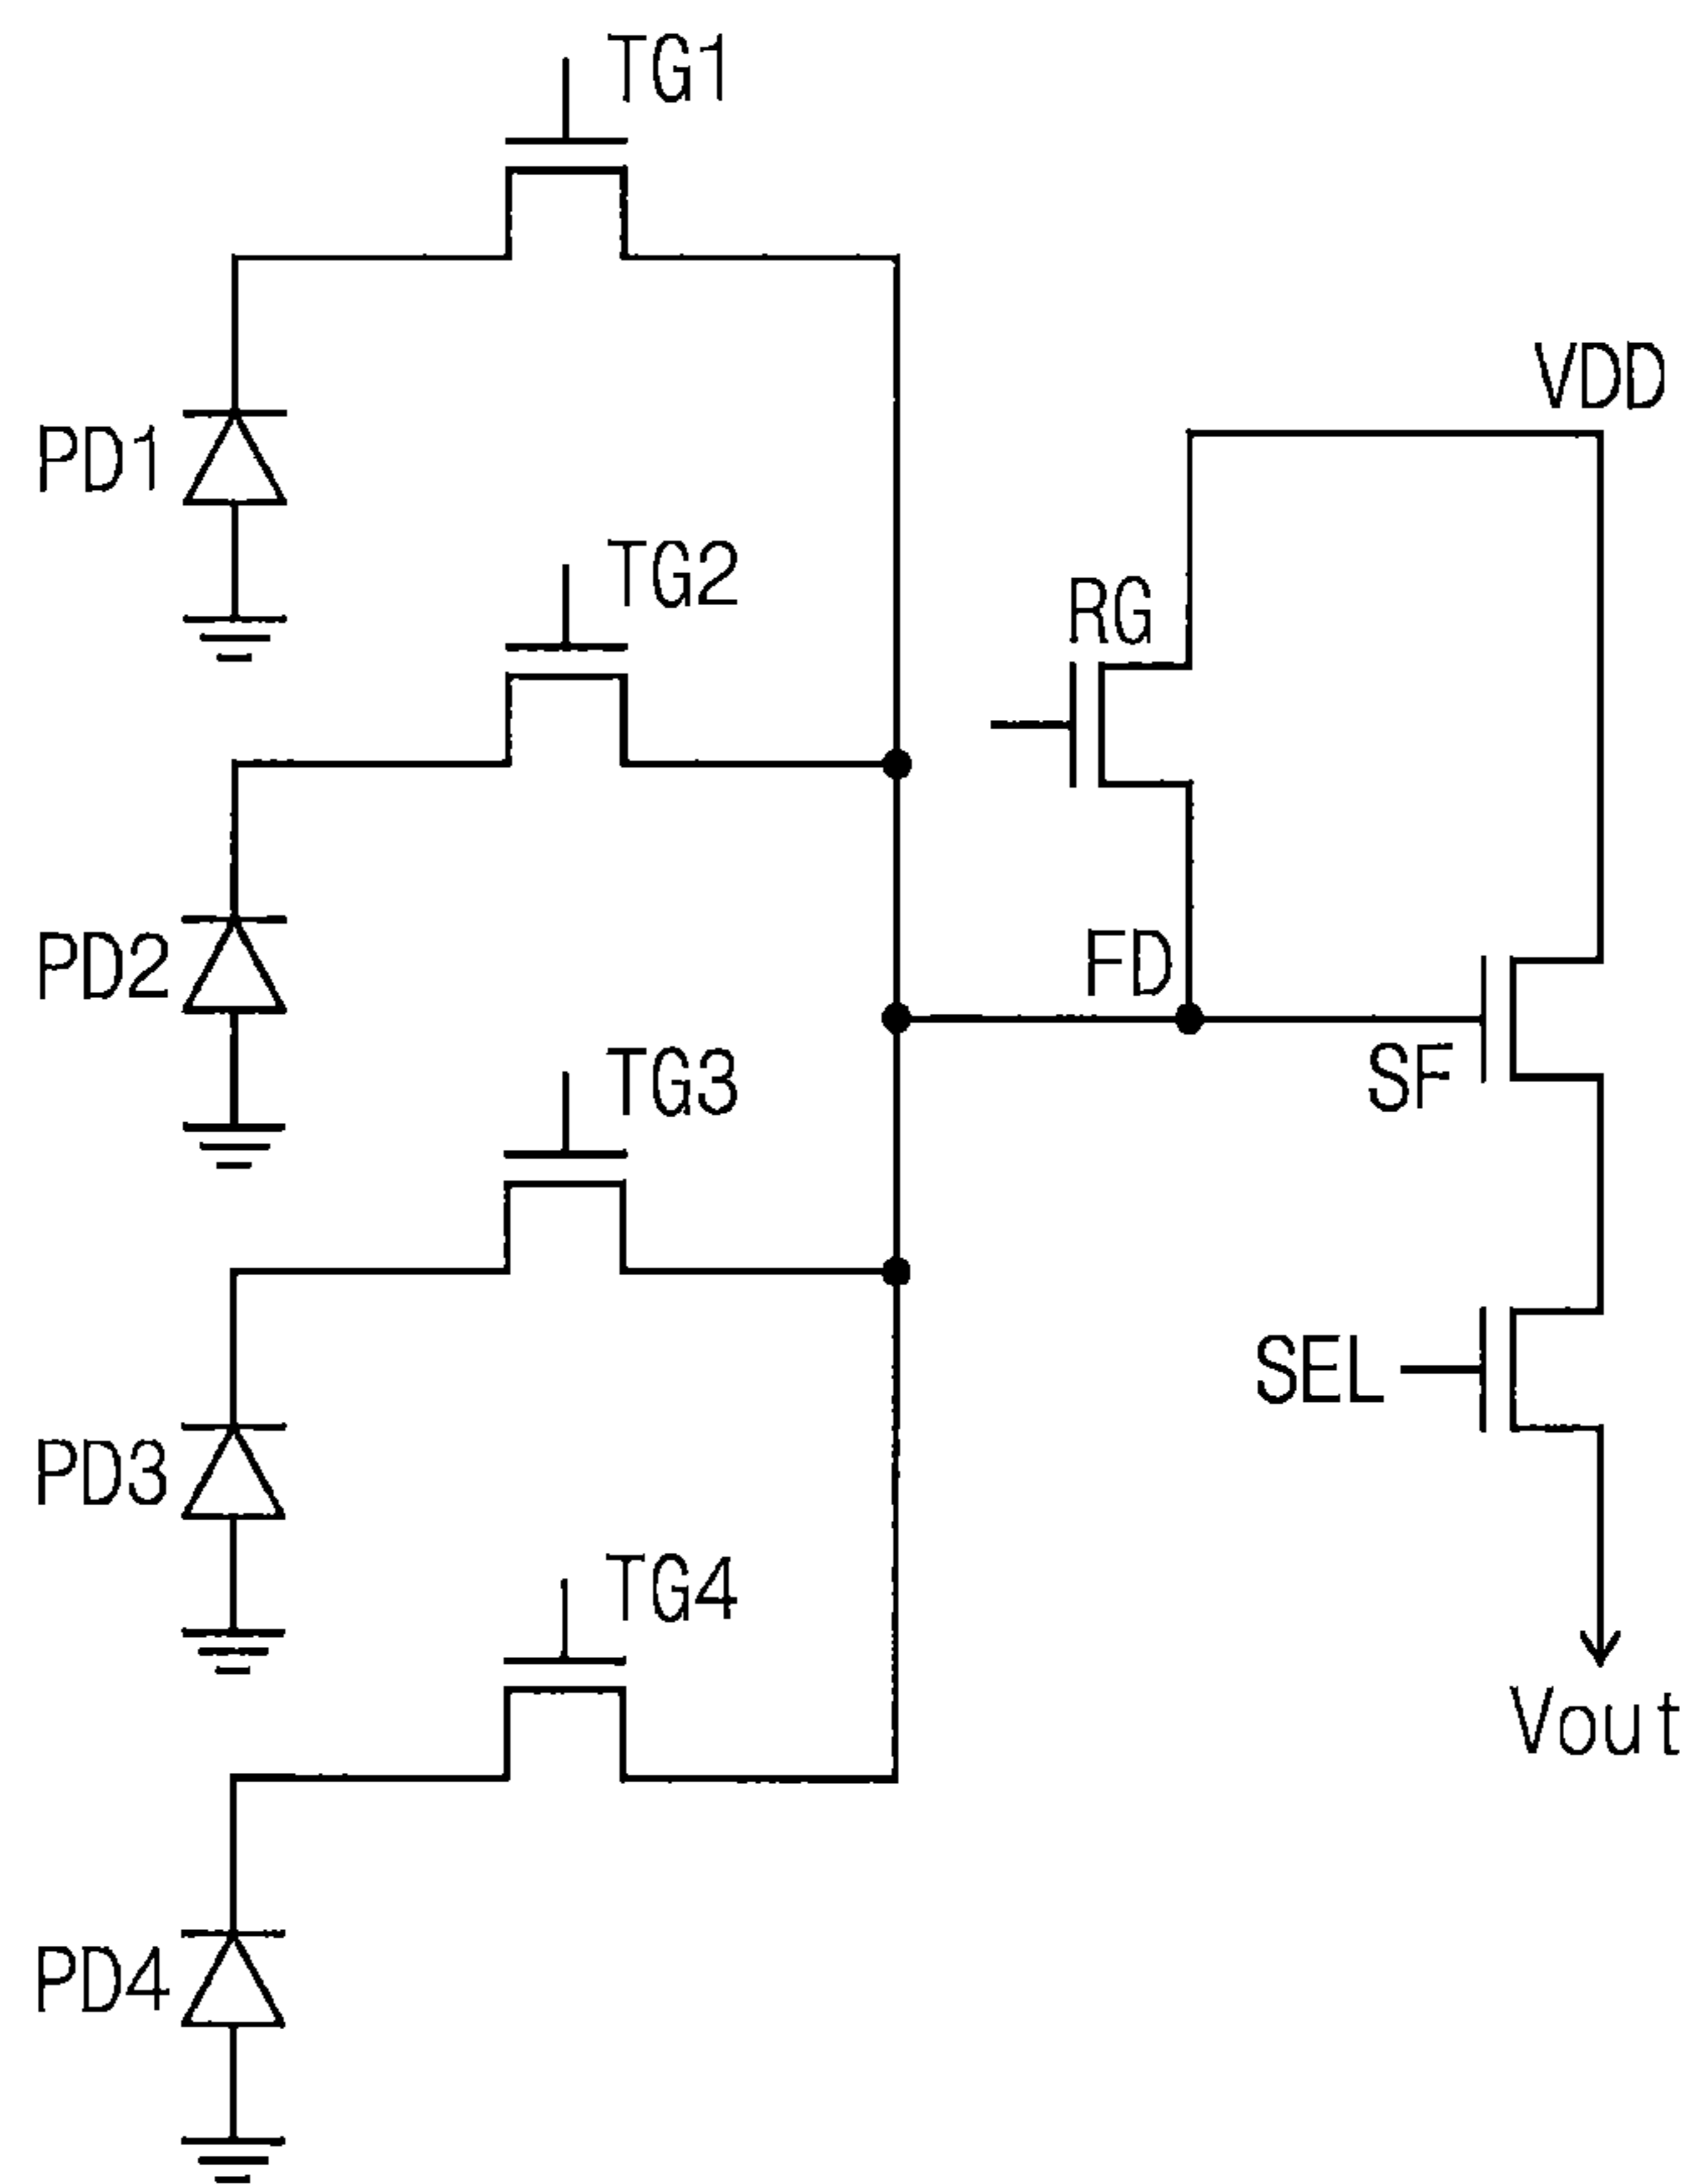 TG1
VDD
PD1
TG2
RG
PD2
FD
TG3
SF
SEL
PD3
TG4
Vout
PD4